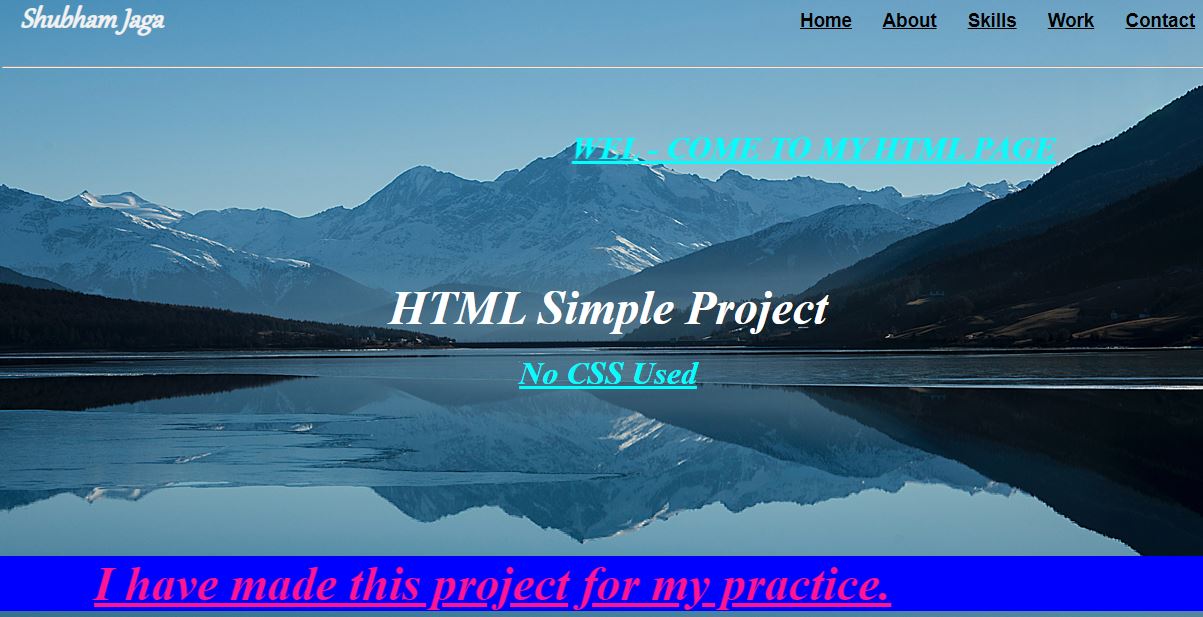 Shubham Jaga
Home About Skills Work Contact
WEL - COME TO MY HTML PAGE
HTML Simple Project
No CSS Used
I have made this project for my practice.